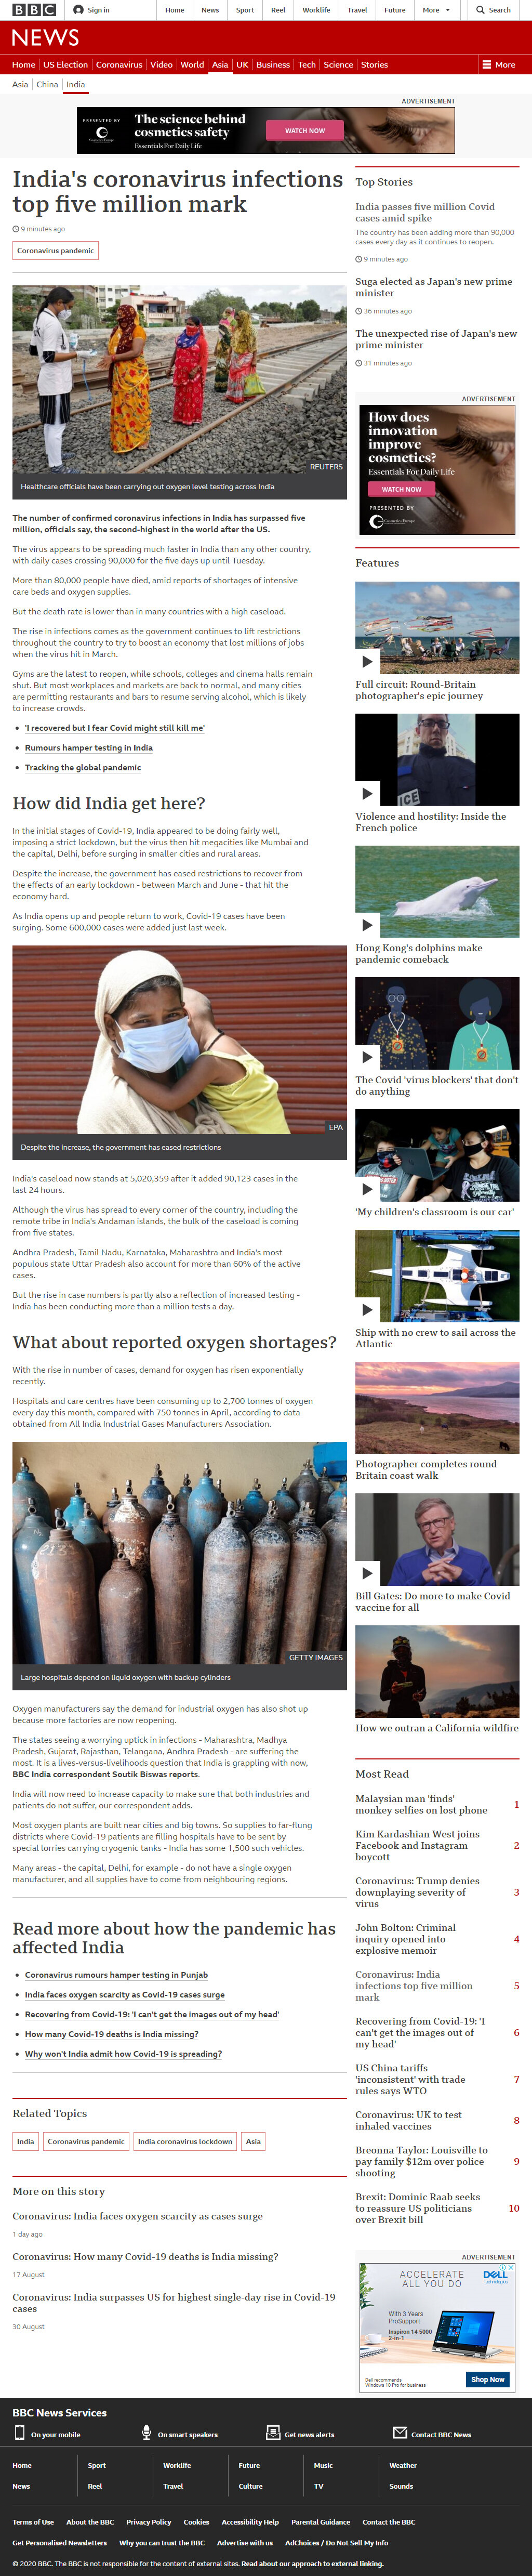 BBC
Sign in
Home
News
Sport
Reel
Worklife
Travel
Future
More
Search
NEWS
Home
US Election
Coronavirus
Video
World
Asia
UK
Business
Tech
Science
Stories
More
Asia
China
India
ADVERTISEMENT
PRESENTED BY
The science behind
cosmetics safety
Essentials For Daily Life
WATCH NOW
India's coronavirus infections
top five million mark
9 minutes ago
Coronavirus pandemic
REUTERS
Healthcare officials have been carrying out oxygen level testing across India
The number of confirmed coronavirus infections in India has surpassed five
million, officials say, the second-highest in the world after the US.
The virus appears to be spreading much faster in India than any other country,
with daily cases crossing 90,000 for the five days up until Tuesday.
More than 80,000 people have died, amid reports of shortages of intensive
care beds and oxygen supplies.
But the death rate is lower than in many countries with a high caseload.
The rise in infections comes as the government continues to lift restrictions
throughout the country to try to boost an economy that lost millions of jobs
when the virus hit in March.
Gyms are the latest to reopen, while schools, colleges and cinema halls remain
shut. But most workplaces and markets are back to normal, and many cities
are permitting restaurants and bars to resume serving alcohol, which is likely
to increase crowds.
'I recovered but I fear Covid might still kill me'
Rumours hamper testing in India
Tracking the global pandemic
How did India get here?
In the initial stages of Covid-19, India appeared to be doing fairly well,
imposing a strict lockdown, but the virus then hit megacities like Mumbai and
the capital, Delhi, before surging in smaller cities and rural areas.
Despite the increase, the government has eased restrictions to recover from
the effects of an early lockdown - between March and June - that hit the
economy hard.
As India opens up and people return to work, Covid-19 cases have been
surging. Some 600,000 cases were added just last week.
EPA
Despite the increase, the government has eased restrictions
India's caseload now stands at 5,020,359 after it added 90,123 cases in the
last 24 hours.
Although the virus has spread to every corner of the country, including the
remote tribe in India's Andaman islands, the bulk of the caseload is coming
from five states.
Andhra Pradesh, Tamil Nadu, Karnataka, Maharashtra and India's most
populous state Uttar Pradesh also account for more than 60% of the active
cases.
But the rise in case numbers is partly also a reflection of increased testing -
India has been conducting more than a million tests a day.
What about reported oxygen shortages?
With the rise in number of cases, demand for oxygen has risen exponentially
recently.
Hospitals and care centres have been consuming up to 2,700 tonnes of oxygen
every day this month, compared with 750 tonnes in April, according to data
obtained from All India Industrial Gases Manufacturers Association.
GETTY IMAGES
Large hospitals depend on liquid oxygen with backup cylinders
Oxygen manufacturers say the demand for industrial oxygen has also shot up
because more factories are now reopening.
The states seeing a worrying uptick in infections - Maharashtra, Madhya
Pradesh, Gujarat, Rajasthan, Telangana, Andhra Pradesh - are suffering the
most. It is a lives-versus-livelihoods question that India is grappling with now,
BBC India correspondent Soutik Biswas reports.
India will now need to increase capacity to make sure that both industries and
patients do not suffer, our correspondent adds.
Most oxygen plants are built near cities and big towns. So supplies to far-flung
districts where Covid-19 patients are filling hospitals have to be sent by
special lorries carrying cryogenic tanks - India has some 1,500 such vehicles.
Many areas - the capital, Delhi, for example - do not have a single oxygen
manufacturer, and all supplies have to come from neighbouring regions.
Read more about how the pandemic has
affected India
Coronavirus rumours hamper testing in Punjab
India faces oxygen scarcity as Covid-19 cases surge
Recovering from Covid-19: 'I can't get the images out of my head'
How many Covid-19 deaths is India missing?
Why won't India admit how Covid-19 is spreading?
Related Topics
India
Coronavirus pandemic
India coronavirus lockdown
Asia
More on this story
Coronavirus: India faces oxygen scarcity as cases surge
1 day ago
Coronavirus: How many Covid-19 deaths is India missing?
17 August
Coronavirus: India surpasses US for highest single-day rise in Covid-19
cases
30 August
Top Stories
India passes five million Covid
cases amid spike
The country has been adding more than 90,000
cases every day as it continues to reopen.
9 minutes ago
Suga elected as Japan's new prime
minister
36 minutes ago
The unexpected rise of Japan's new
prime minister
31 minutes ago
ADVERTISEMENT
How does
innovation
improve
cosmetics?
Essentials For Daily Life
WATCH NOW
PRESENTED BY
Cosmetics Europe
Features
Full circuit: Round-Britain
photographer's epic journey
Violence and hostility: Inside the
French police
Hong Kong's dolphins make
pandemic comeback
The Covid 'virus blockers' that don't
do anything
'My children's classroom is our car'
Ship with no crew to sail across the
Atlantic
Photographer completes round
Britain coast walk
Bill Gates: Do more to make Covid
vaccine for all
How we outran a California wildfire
Most Read
Malaysian man 'finds'
monkey selfies on lost phone
1
Kim Kardashian West joins
Facebook and Instagram
boycott
2
Coronavirus: Trump denies
downplaying severity of
virus
3
John Bolton: Criminal
inquiry opened into
explosive memoir
4
Coronavirus: India
infections top five million
mark
5
Recovering from Covid-19: 'I
can't get the images out of
my head'
6
US China tariffs
'inconsistent' with trade
rules says WTO
7
Coronavirus: UK to test
inhaled vaccines
8
Breonna Taylor: Louisville to
pay family $12m over police
shooting
9
Brexit: Dominic Raab seeks
to reassure US politicians
over Brexit bill
10
ADVERTISEMENT
ACCELERATE
ALL YOU DO
DELL
Technologies
With 3 Years
ProSupport
Inspiron 14 5000
2-in-1
Dell recommends
Windows 10 Pro for business
Shop Now
BBC News Services
On your mobile
On smart speakers
Get news alerts
Contact BBC News
Home
Sport
Worklife
Future
Music
Weather
News
Reel
Travel
Culture
TV
Sounds
Terms of Use
About the BBC
Privacy Policy
Cookies
Accessibility Help
Parental Guidance
Contact the BBC
Get Personalised Newsletters
Why you can trust the BBC
Advertise with us
AdChoices / Do Not Sell My Info
© 2020 BBC. The BBC is not responsible for the content of external sites. Read about our approach to external linking.